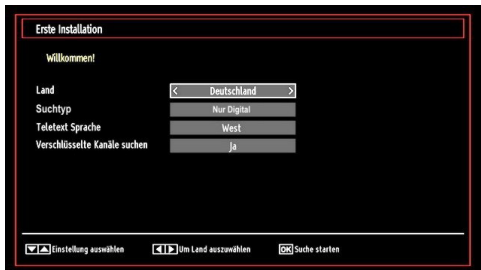 Erste Installation
Willkommen!
Land < Deutschland >
Suchtyp Nur Digital
Teletext Sprache West
Verschlüsselte Kanäle suchen Ja
Einstellung auswählen Um Land auszuwählen OK Suche starten